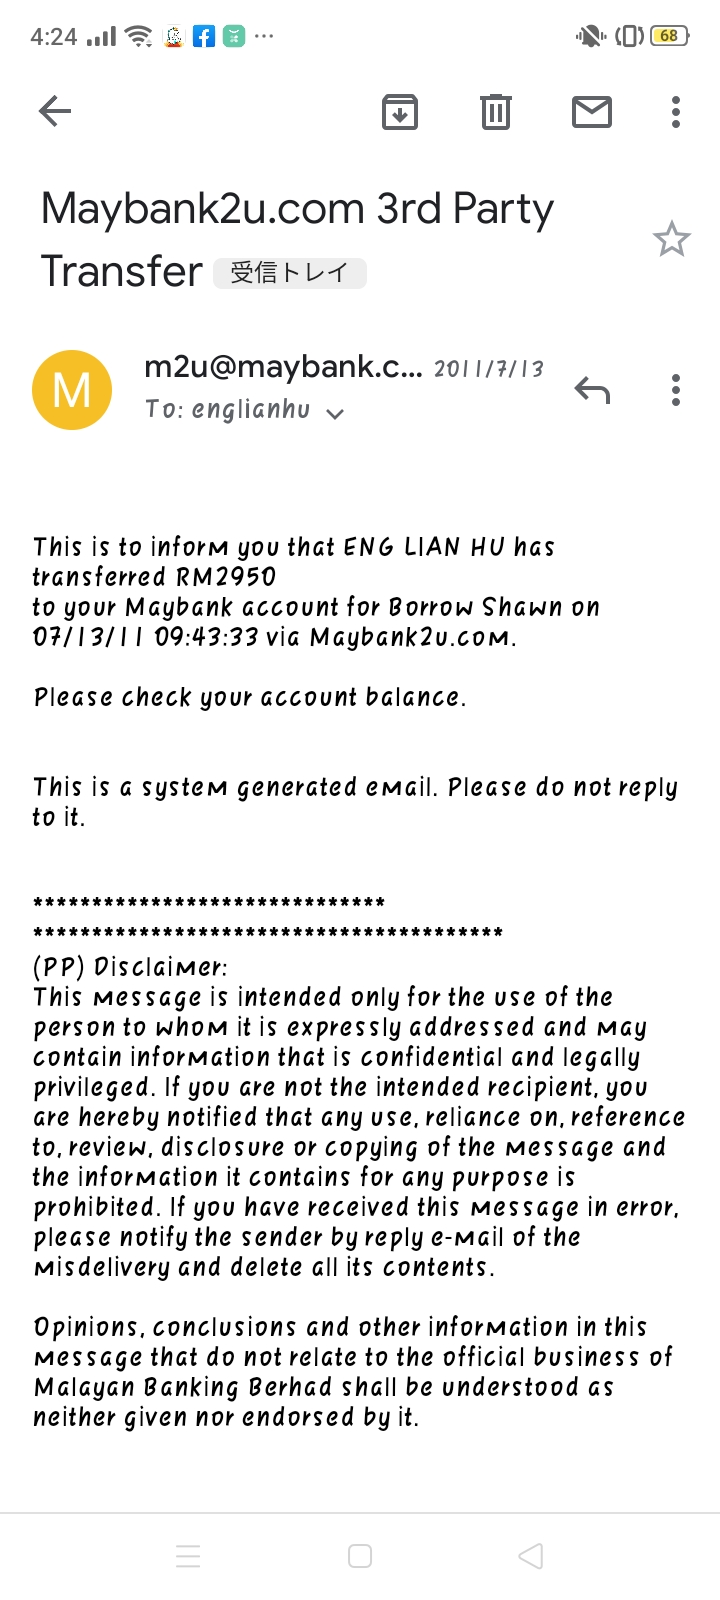 4:24
68
Maybank2u.com 3rd Party
Transfer 受信トレイ
M
m2u@maybank.c... 2011/7/13
To: englianhu
This is to inform you that ENG LIAN HU has
transferred RM2950
to your Maybank account for Borrow Shawn on
07/13/11 09:43:33 via Maybank2u.com.
Please check your account balance.
This is a system generated email. Please do not reply
to it.
******************************
****************************************
(PP) Disclaimer:
This message is intended only for the use of the
person to whom it is expressly addressed and may
contain information that is confidential and legally
privileged. If you are not the intended recipient, you
are hereby notified that any use, reliance on, reference
to, review, disclosure or copying of the message and
the information it contains for any purpose is
prohibited. If you have received this message in error,
please notify the sender by reply e-mail of the
misdelivery and delete all its contents.
Opinions, conclusions and other information in this
message that do not relate to the official business of
Malayan Banking Berhad shall be understood as
neither given nor endorsed by it.